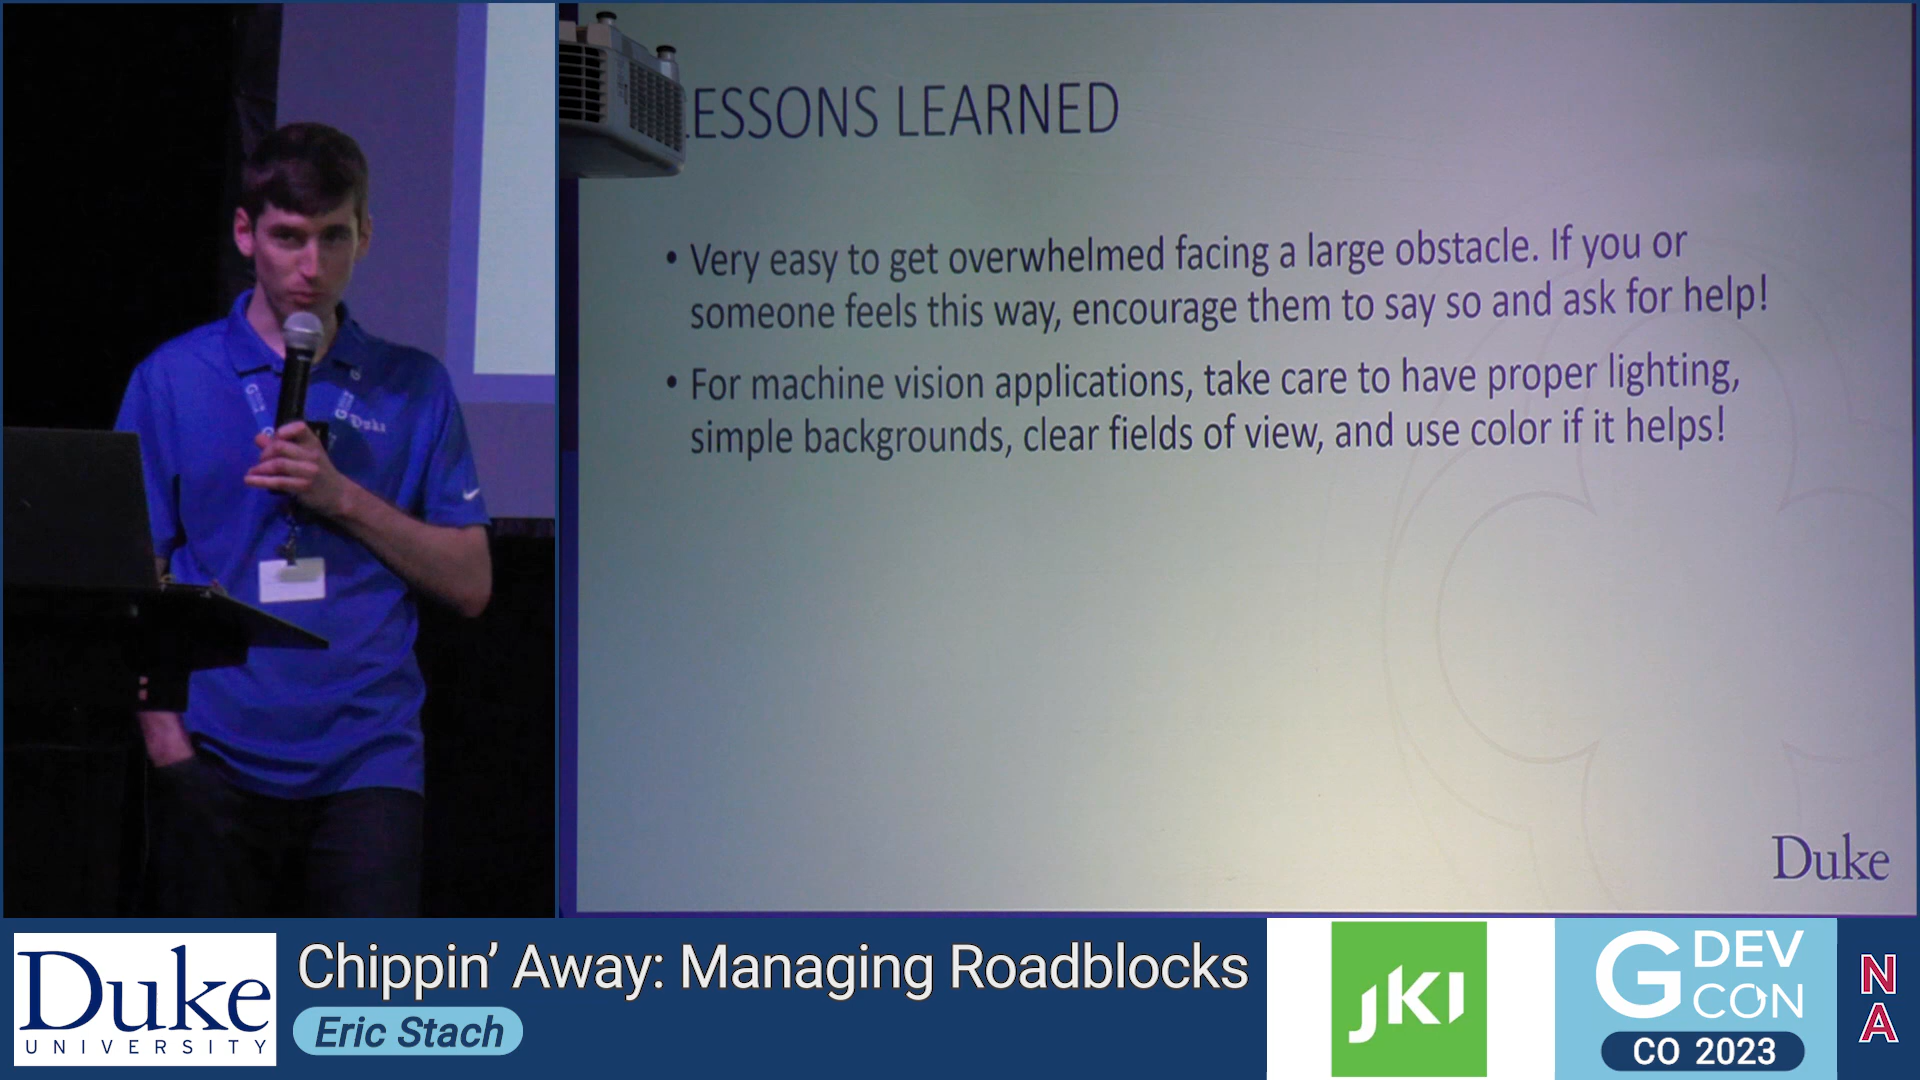 LESSONS LEARNED
• Very easy to get overwhelmed facing a large obstacle. If you or
someone feels this way, encourage them to say so and ask for help!
• For machine vision applications, take care to have proper lighting,
simple backgrounds, clear fields of view, and use color if it helps!
Duke
Duke
Duke
UNIVERSITY
Chippin’ Away: Managing Roadblocks
Eric Stach
JKI
G DEV
CON
CO 2023
NA